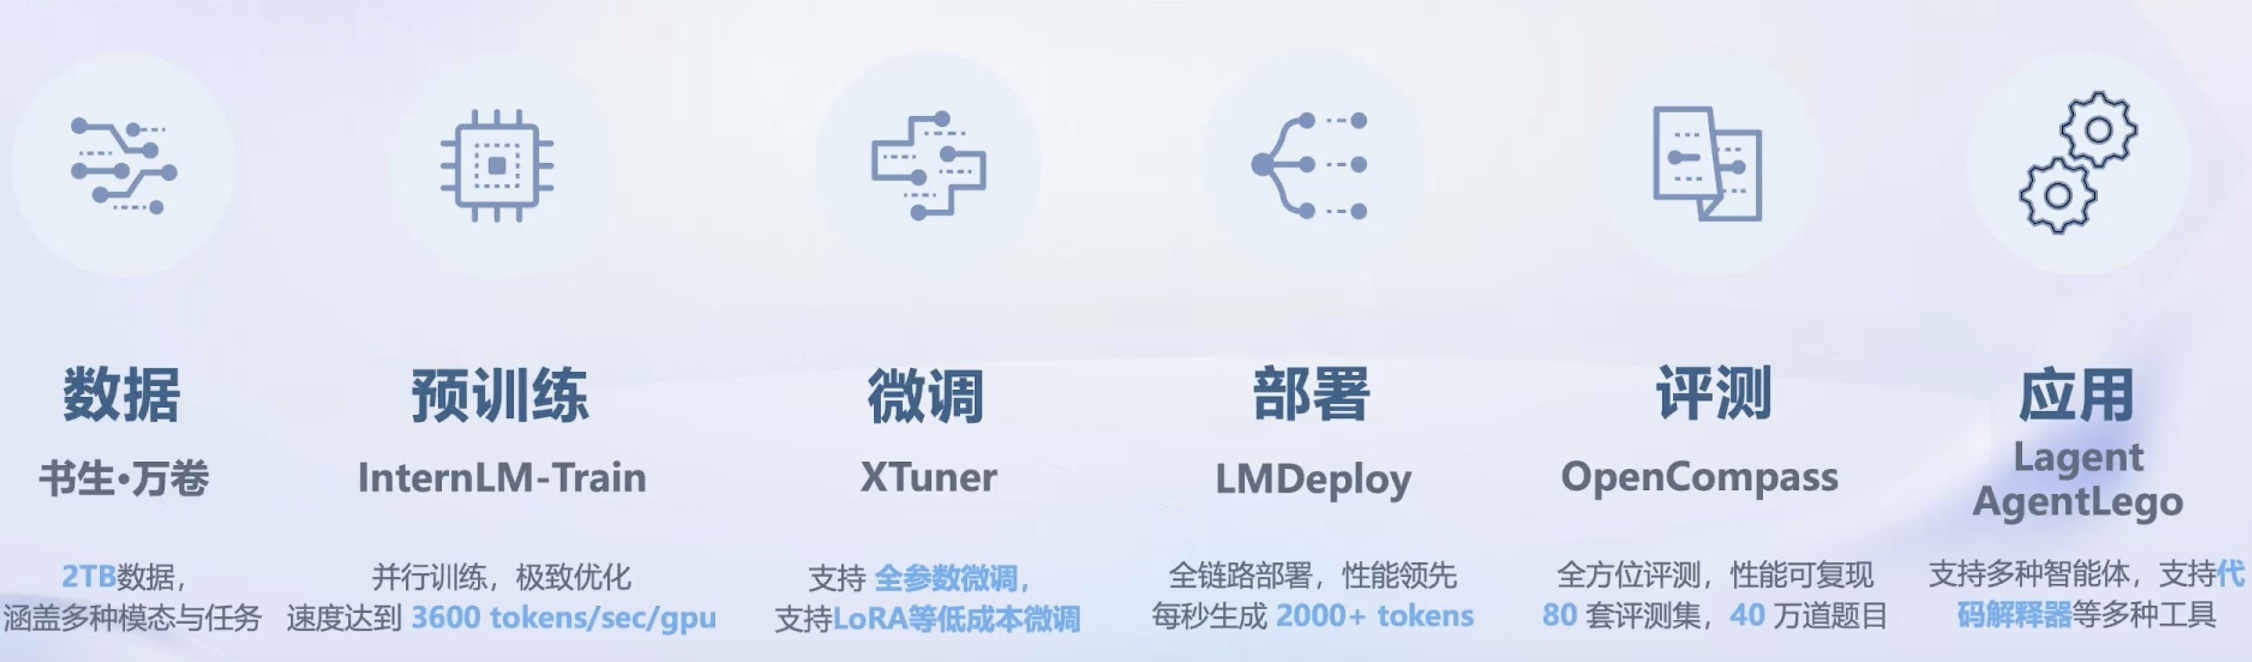 数据
书生·万卷
2TB数据，
涵盖多种模态与任务
预训练
InternLM-Train
并行训练，极致优化
速度达到 3600 tokens/sec/gpu
微调
XTuner
支持 全参数微调，
支持LoRA等低成本微调
部署
LMDeploy
全链路部署，性能领先
每秒生成 2000+ tokens
评测
OpenCompass
全方位评测，性能可复现
80 套评测集，40 万道题目
应用
Lagent
AgentLego
支持多种智能体，支持代
码解释器等多种工具